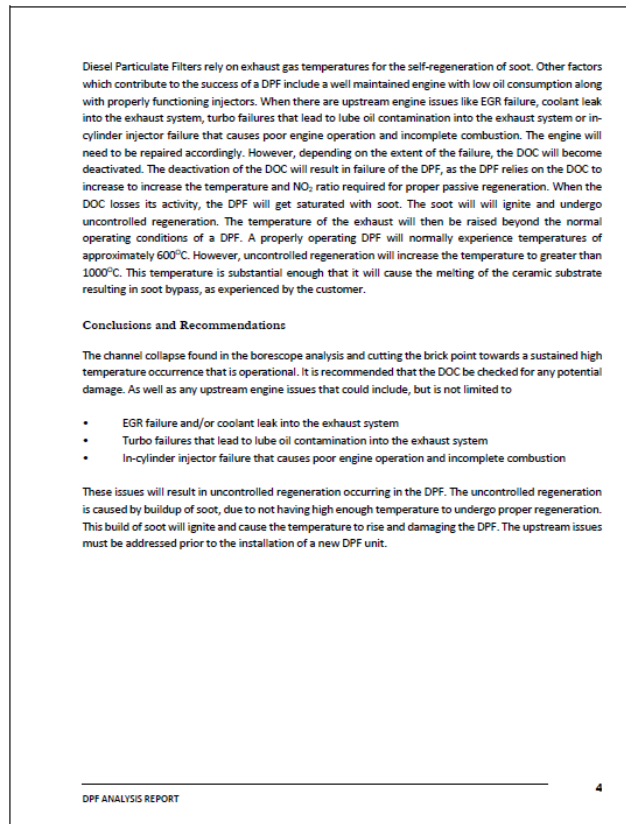 Diesel Particulate Filters rely on exhaust gas temperatures for the self-regeneration of soot. Other factors
which contribute to the success of a DPF include a well maintained engine with low oil consumption along
with properly functioning injectors. When there are upstream engine issues like EGR failure, coolant leak
into the exhaust system, turbo failures that lead to lube oil contamination into the exhaust system or in-
cylinder injector failure that causes poor engine operation and incomplete combustion. The engine will
need to be repaired accordingly. However, depending on the extent of the failure, the DOC will become
deactivated. The deactivation of the DOC will result in failure of the DPF, as the DPF relies on the DOC to
increase to increase the temperature and NO₂ ratio required for proper passive regeneration. When the
DOC losses its activity, the DPF will get saturated with soot. The soot will will ignite and undergo
uncontrolled regeneration. The temperature of the exhaust will then be raised beyond the normal
operating conditions of a DPF. A properly operating DPF will normally experience temperatures of
approximately 600⁰C. However, uncontrolled regeneration will increase the temperature to greater than
1000⁰C. This temperature is substantial enough that it will cause the melting of the ceramic substrate
resulting in soot bypass, as experienced by the customer.
Conclusions and Recommendations
The channel collapse found in the borescope analysis and cutting the brick point towards a sustained high
temperature occurrence that is operational. It is recommended that the DOC be checked for any potential
damage. As well as any upstream engine issues that could include, but is not limited to
• EGR failure and/or coolant leak into the exhaust system
• Turbo failures that lead to lube oil contamination into the exhaust system
• In-cylinder injector failure that causes poor engine operation and incomplete combustion
These issues will result in uncontrolled regeneration occurring in the DPF. The uncontrolled regeneration
is caused by buildup of soot, due to not having high enough temperature to undergo proper regeneration.
This build of soot will ignite and cause the temperature to rise and damaging the DPF. The upstream issues
must be addressed prior to the installation of a new DPF unit.
4
DPF ANALYSIS REPORT